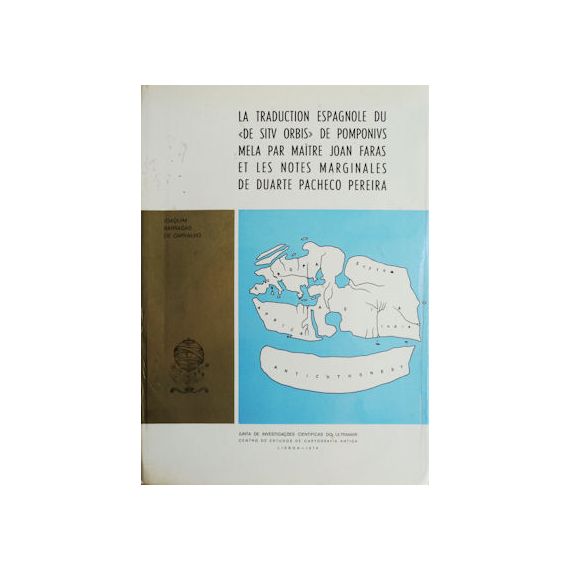 LA TRADUCTION ESPAGNOLE DU
«DE SITV ORBIS» DE POMPONIVS
MELA PAR MAÎTRE JOAN FARAS
ET LES NOTES MARGINALES
DE DUARTE PACHECO PEREIRA
JOAQUIM
BARRADAS
DE CARVALHO
ANTICHTHONES
JUNTA DE INVESTIGAÇÕES CIENTÍFICAS DO ULTRAMAR
CENTRO DE ESTUDOS DE CARTOGRAFIA ANTIGA
LISBOA — 1974